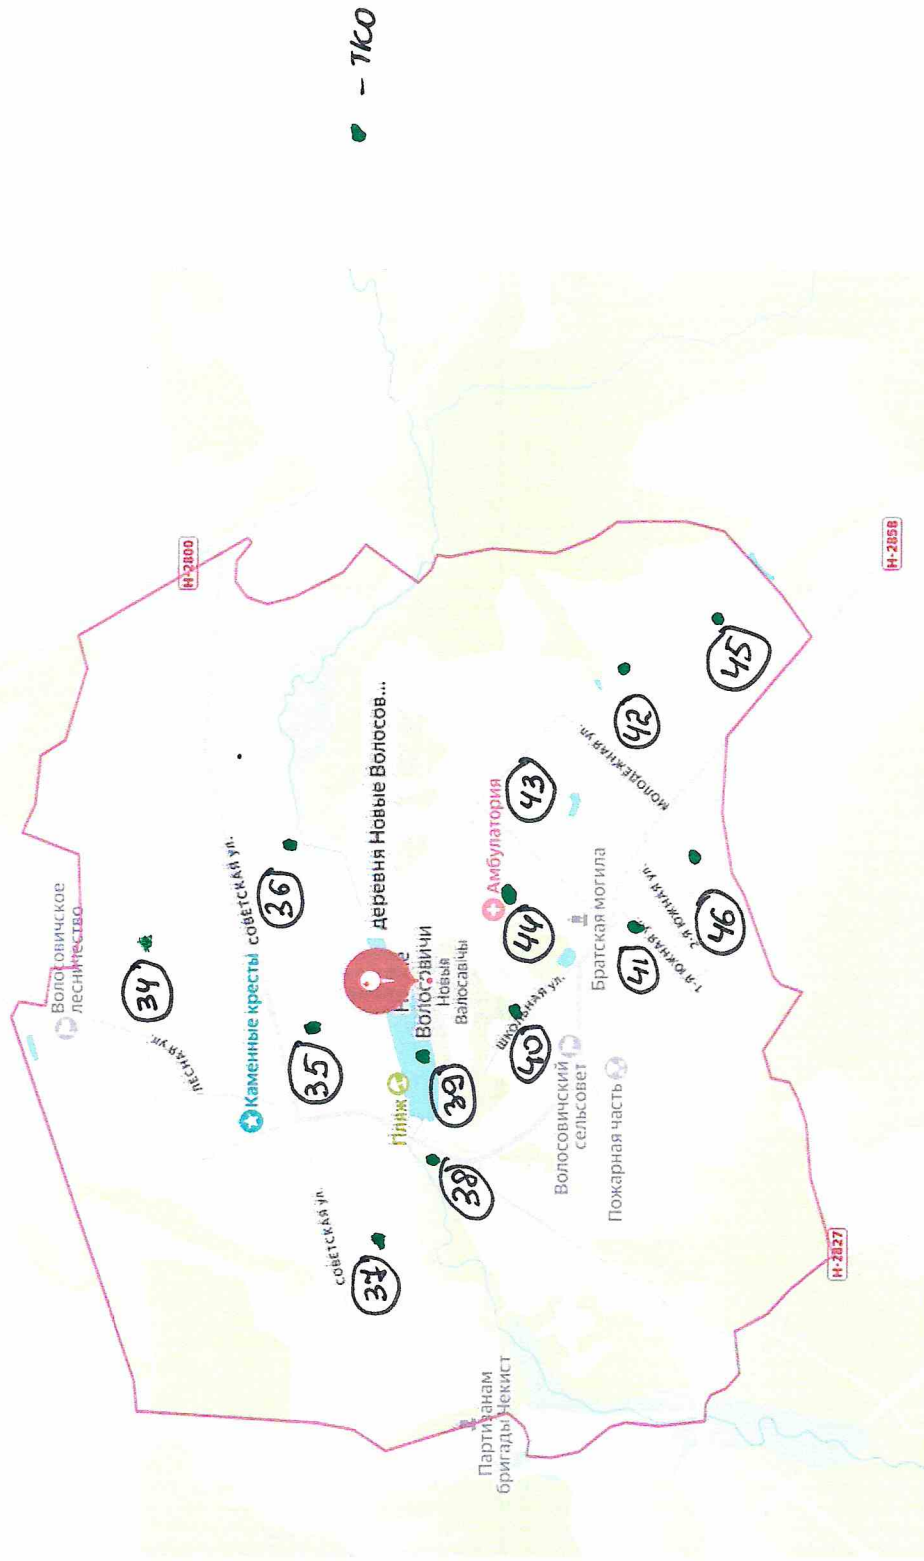 - ТКО
Волосовичское
лесничество
34
ЛЕСНАЯ УЛ.
Н-2800
Каменные кресты
СОВЕТСКАЯ УЛ.
36
35
СОВЕТСКАЯ УЛ.
37
деревня Новые Волосов...
Волосовичи
Новыя
Валосавічы
Пляж
39
38
Амбулатория
43
44
ШКОЛЬНАЯ УЛ.
40
Волосовичский
сельсовет
Братская могила
Пожарная часть
41
42
МОЛОДЁЖНАЯ УЛ.
1-Я ЮЖНАЯ УЛ.
2-Я ЮЖНАЯ УЛ.
46
45
Партизанам
бригады Чекист
Н-2827
Н-2858